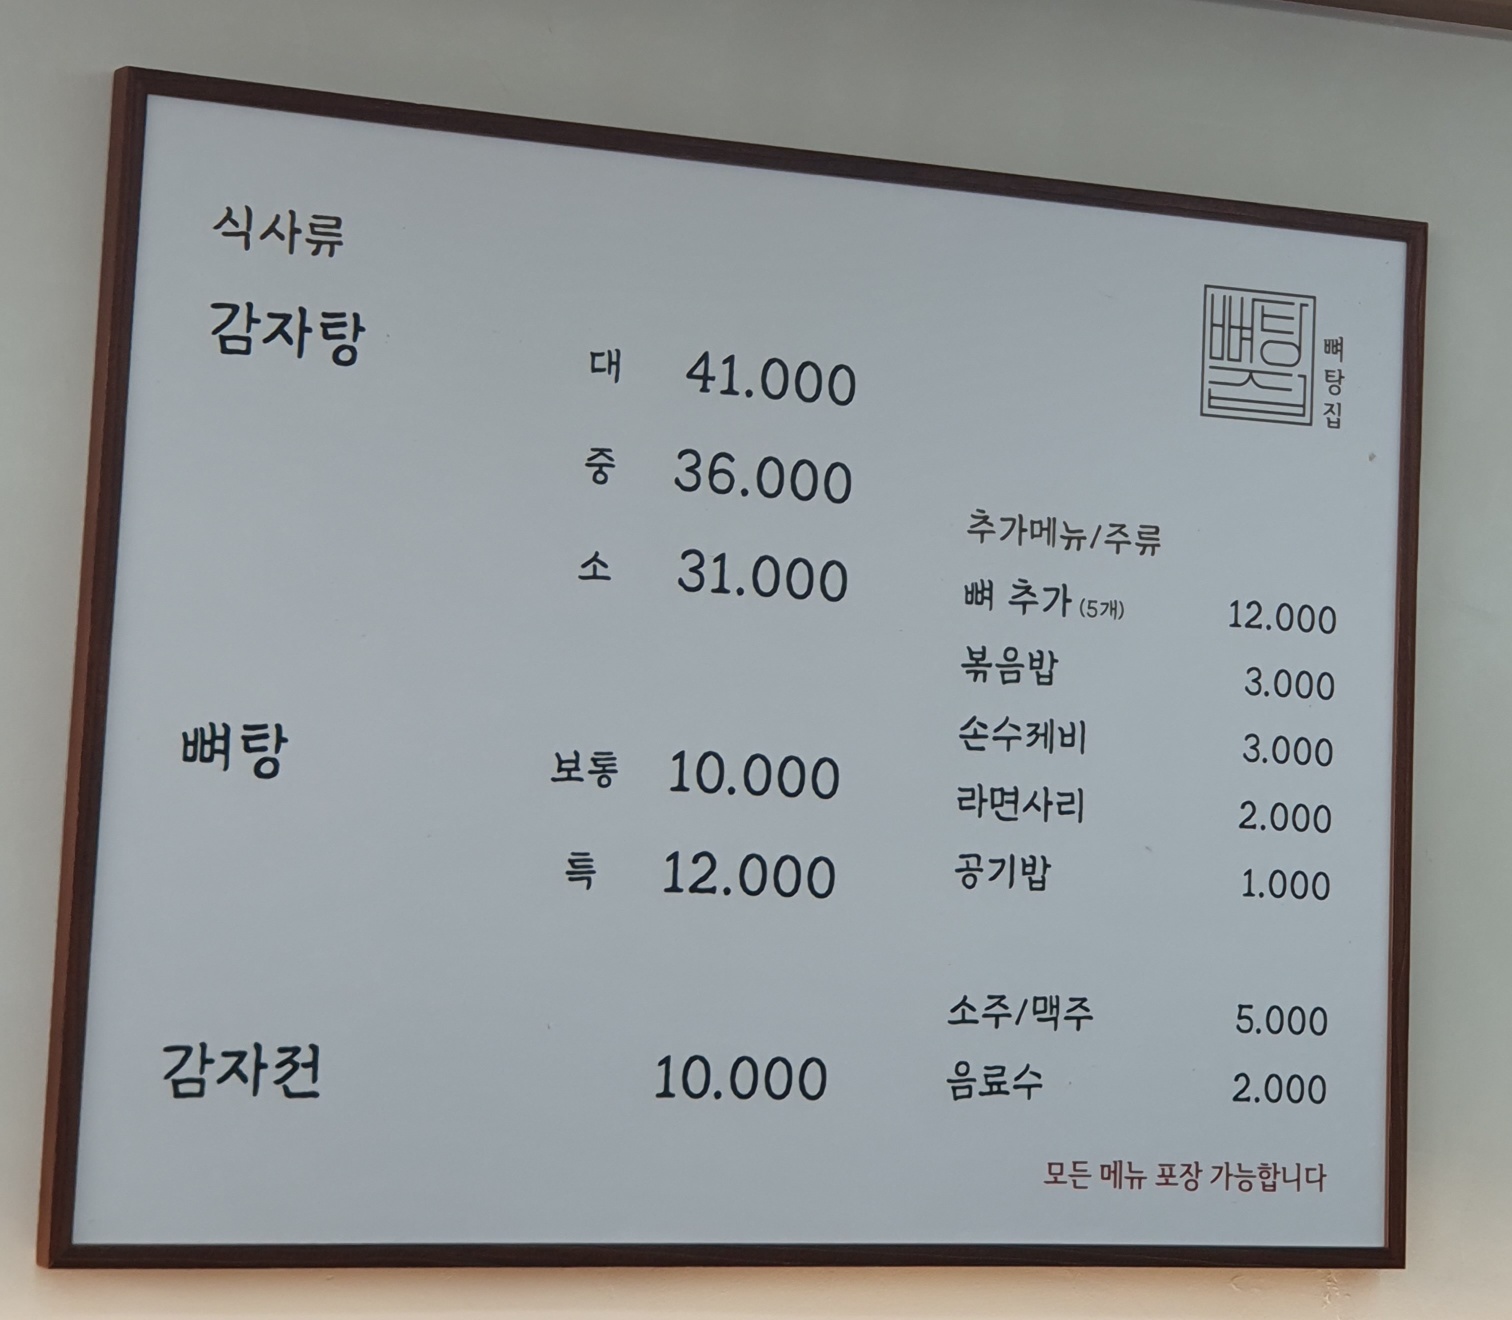 식사류
감자탕
대 41.000
중 36.000
소 31.000
뼈탕
보통 10.000
특 12.000
감자전 10.000
뼈탕집
뼈탕집
추가메뉴/주류
뼈 추가 (5개) 12.000
볶음밥 3.000
손수제비 3.000
라면사리 2.000
공기밥 1.000
소주/맥주 5.000
음료수 2.000
모든 메뉴 포장 가능합니다